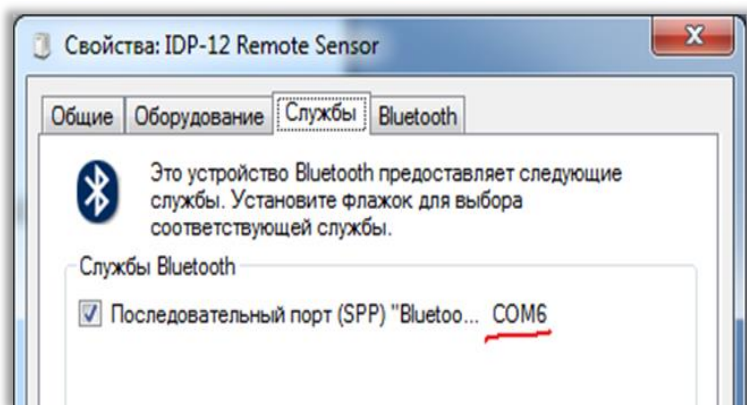 Свойства: IDP-12 Remote Sensor
Общие Оборудование Службы Bluetooth
Это устройство Bluetooth предоставляет следующие
службы. Установите флажок для выбора
соответствующей службы.
Службы Bluetooth
Последовательный порт (SPP) "Bluetoo... COM6